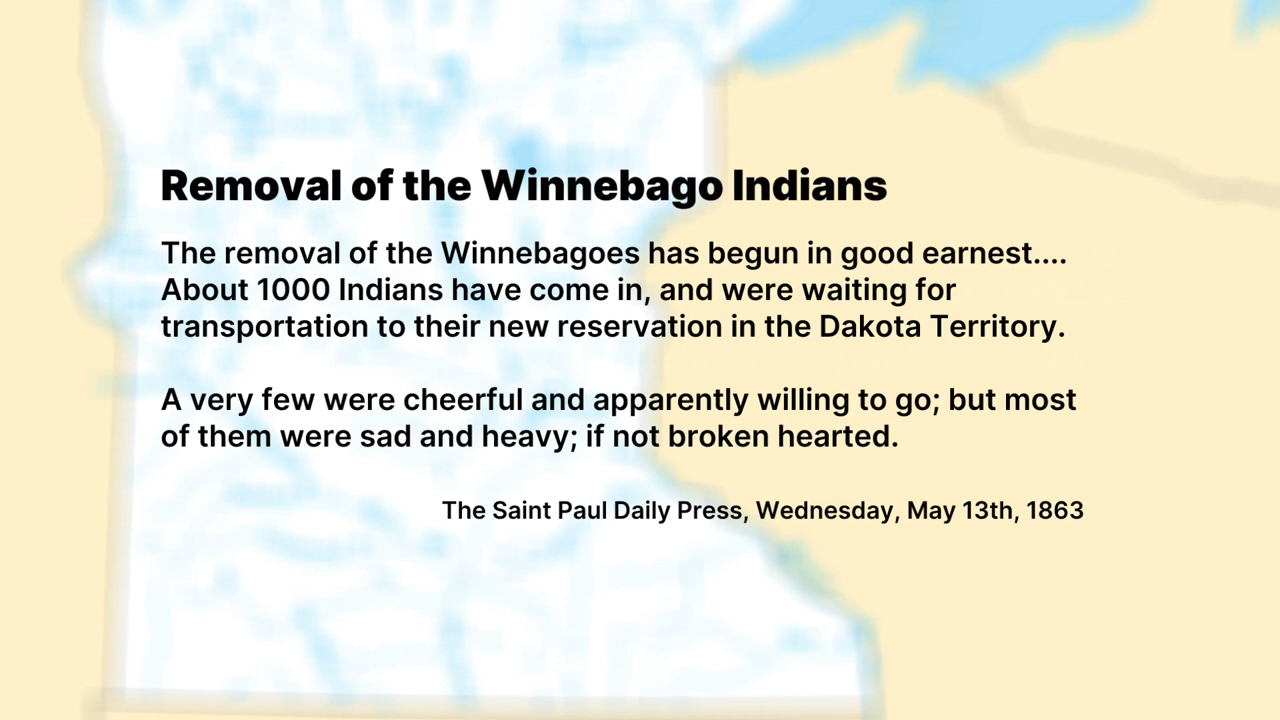 Removal of the Winnebago Indians
The removal of the Winnebagoes has begun in good earnest....
About 1000 Indians have come in, and were waiting for
transportation to their new reservation in the Dakota Territory.
A very few were cheerful and apparently willing to go; but most
of them were sad and heavy; if not broken hearted.
The Saint Paul Daily Press, Wednesday, May 13th, 1863